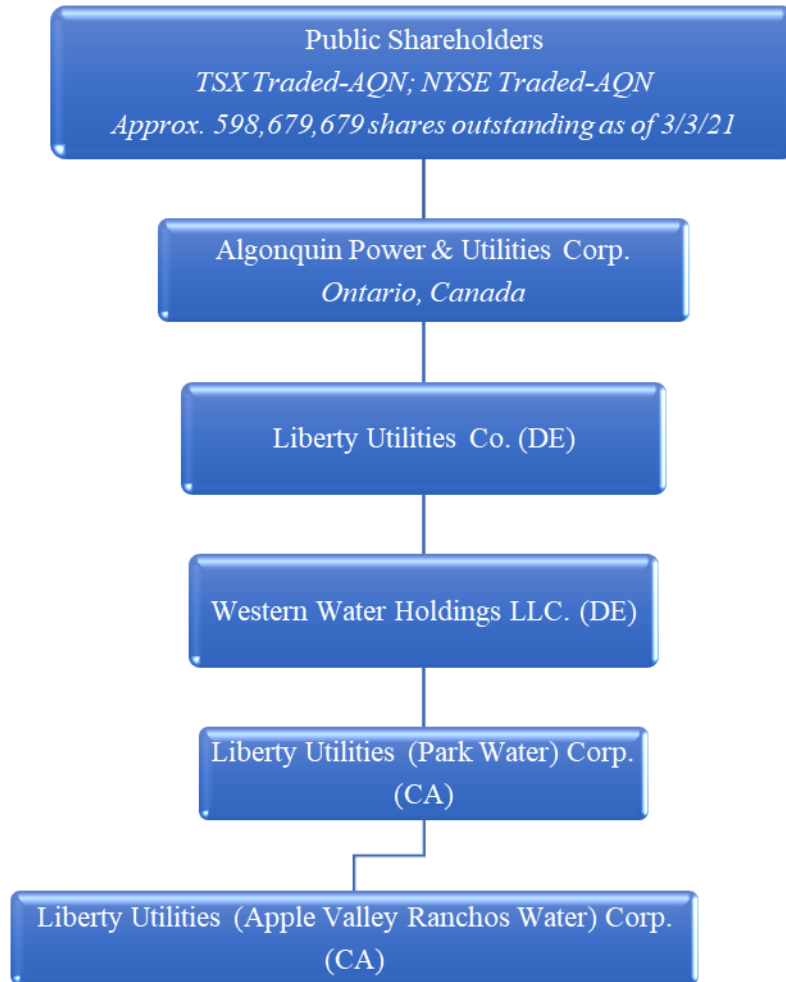 Public Shareholders
TSX Traded-AQN; NYSE Traded-AQN
Approx. 598,679,679 shares outstanding as of 3/3/21
Algonquin Power & Utilities Corp.
Ontario, Canada
Liberty Utilities Co. (DE)
Western Water Holdings LLC. (DE)
Liberty Utilities (Park Water) Corp.
(CA)
Liberty Utilities (Apple Valley Ranchos Water) Corp.
(CA)